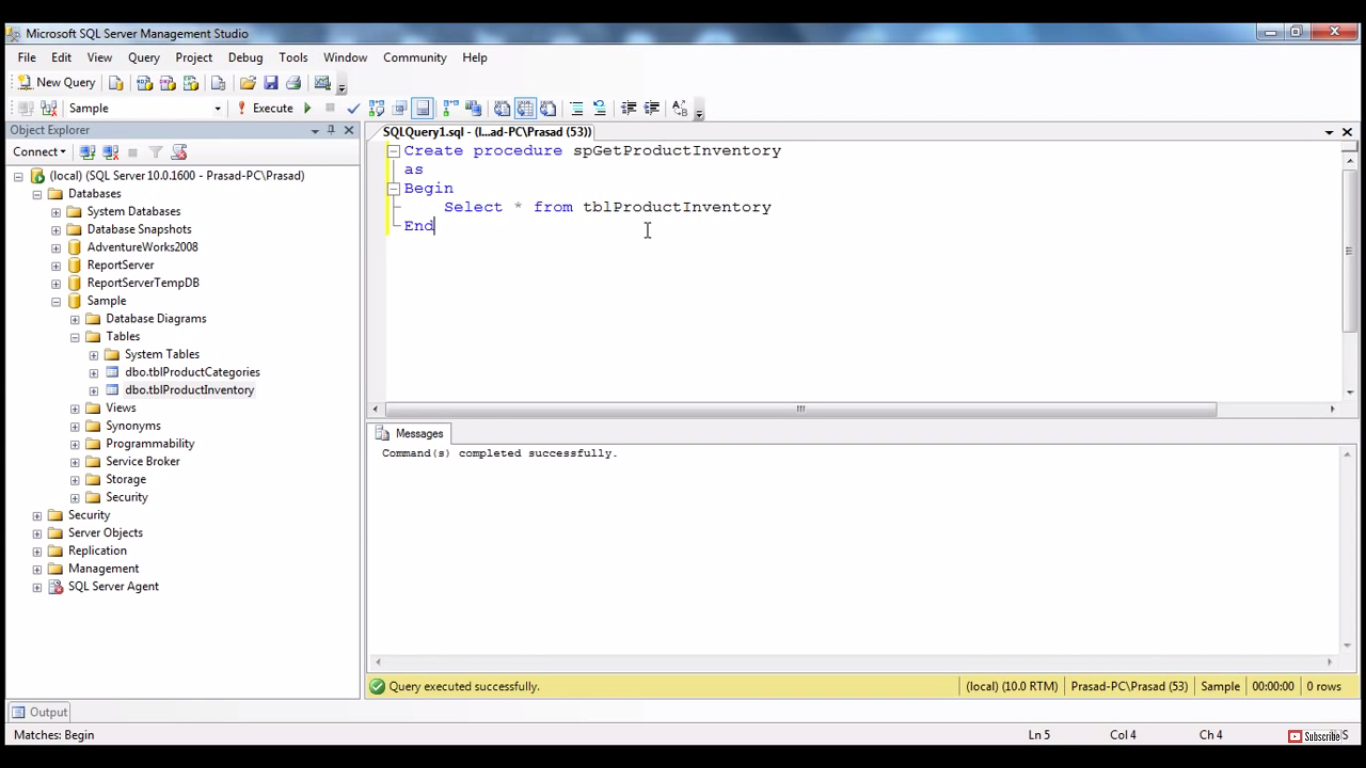 Microsoft SQL Server Management Studio
File Edit View Query Project Debug Tools Window Community Help
New Query
Sample Execute
Object Explorer
Connect
(local) (SQL Server 10.0.1600 - Prasad-PC\Prasad)
Databases
System Databases
Database Snapshots
AdventureWorks2008
ReportServer
ReportServerTempDB
Sample
Database Diagrams
Tables
System Tables
dbo.tblProductCategories
dbo.tblProductInventory
Views
Synonyms
Programmability
Service Broker
Storage
Security
Security
Server Objects
Replication
Management
SQL Server Agent
SQLQuery1.sql - (l...ad-PC\Prasad (53))
Create procedure spGetProductInventory
as
Begin
Select * from tblProductInventory
End
Messages
Command(s) completed successfully.
Query executed successfully. (local) (10.0 RTM) Prasad-PC\Prasad (53) Sample 00:00:00 0 rows
Output
Matches: Begin Ln 5 Col 4 Ch 4
Subscribe